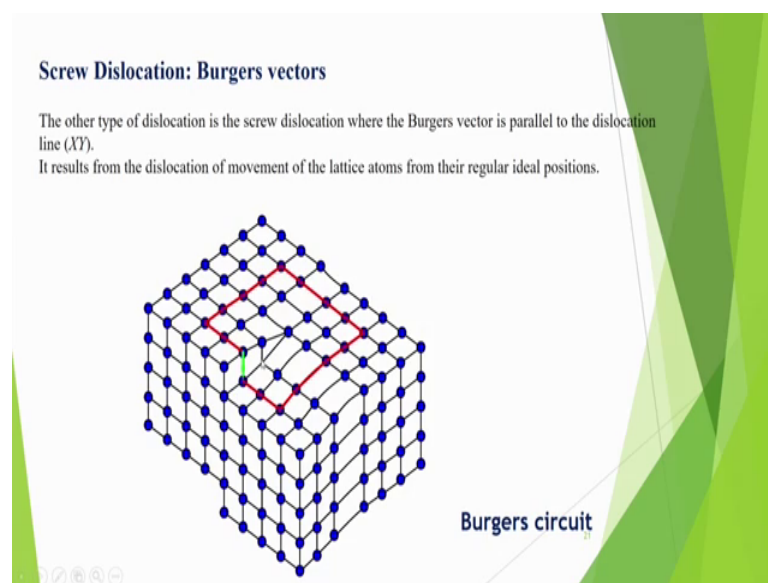 Screw Dislocation: Burgers vectors
The other type of dislocation is the screw dislocation where the Burgers vector is parallel to the dislocation
line (XY).
It results from the dislocation of movement of the lattice atoms from their regular ideal positions.
Burgers circuit
21